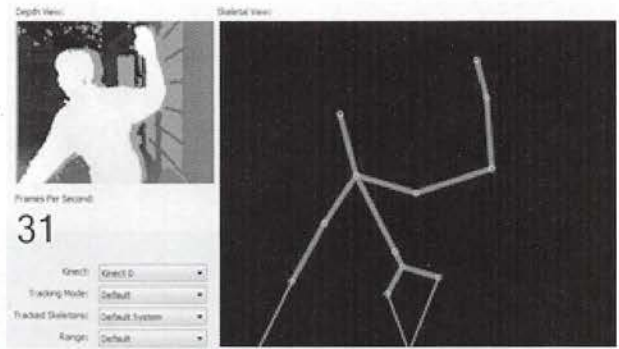 Depth View:
Skeletal View:
Frames Per Second:
31
Kinect: Kinect 0
Tracking Mode: Default
Tracked Skeletons: Default System
Range: Default